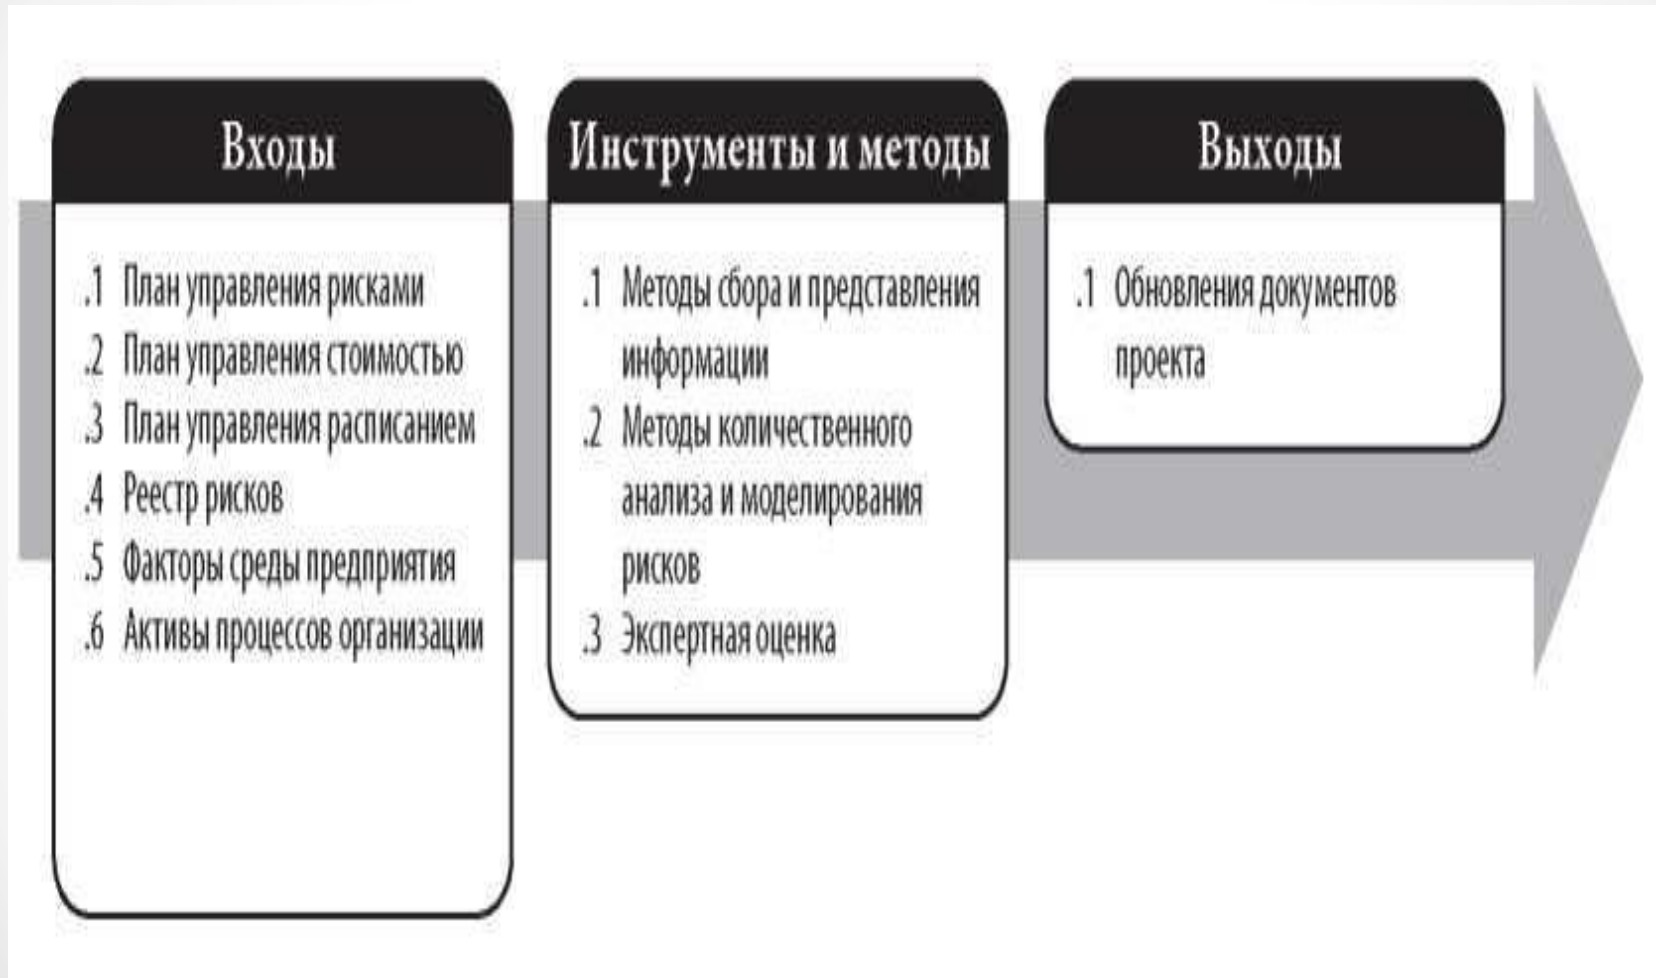 Входы
.1 План управления рисками
.2 План управления стоимостью
.3 План управления расписанием
.4 Реестр рисков
.5 Факторы среды предприятия
.6 Активы процессов организации
Инструменты и методы
.1 Методы сбора и представления
информации
.2 Методы количественного
анализа и моделирования
рисков
.3 Экспертная оценка
Выходы
.1 Обновления документов
проекта